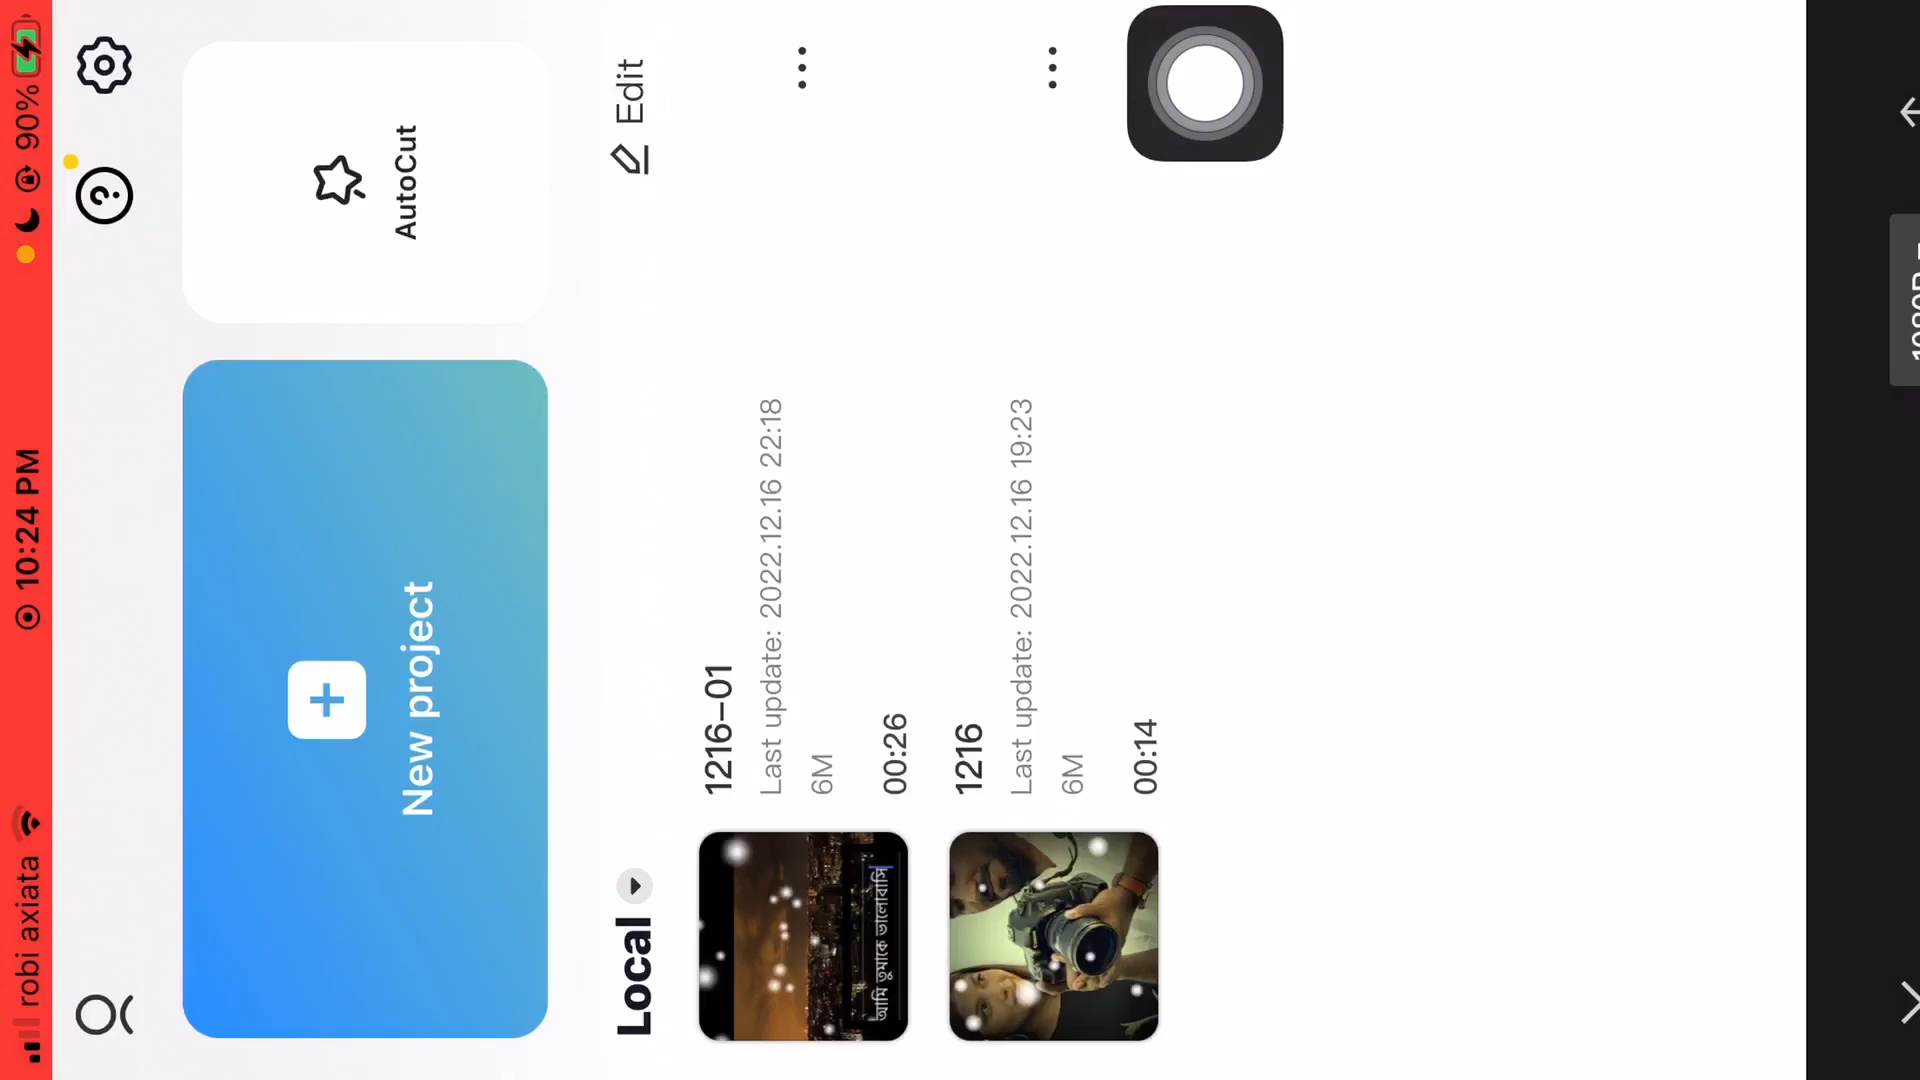 robi axiata 10:24 PM 90%
New project
AutoCut
Local
Edit
1216-01
Last update: 2022.12.16 22:18
6M
00:26
আমি তুমাকে ভালোবাসি
1216
Last update: 2022.12.16 19:23
6M
00:14